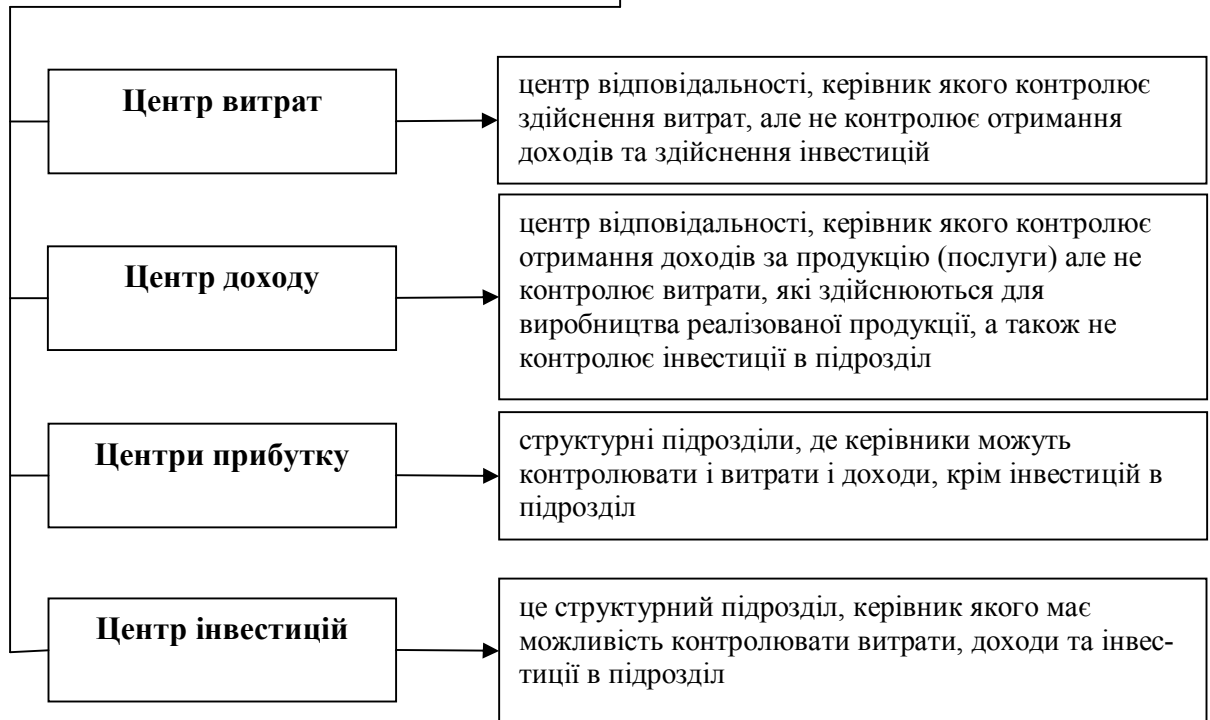 Центр витрат
центр відповідальності, керівник якого контролює
здійснення витрат, але не контролює отримання
доходів та здійснення інвестицій
Центр доходу
центр відповідальності, керівник якого контролює
отримання доходів за продукцію (послуги) але не
контролює витрати, які здійснюються для
виробництва реалізованої продукції, а також не
контролює інвестиції в підрозділ
Центри прибутку
структурні підрозділи, де керівники можуть
контролювати і витрати і доходи, крім інвестицій в
підрозділ
Центр інвестицій
це структурний підрозділ, керівник якого має
можливість контролювати витрати, доходи та інвес-
тиції в підрозділ